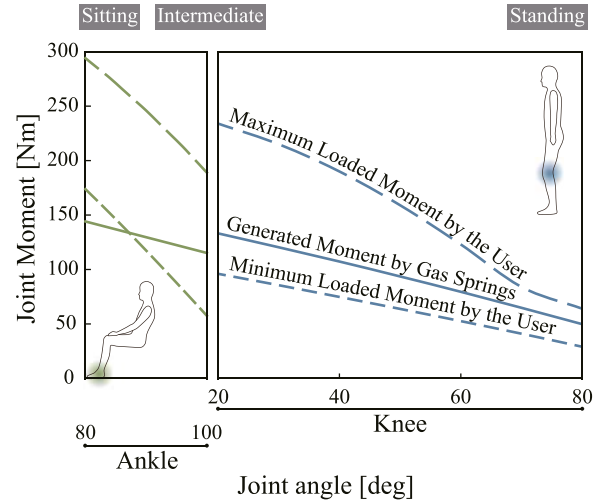 Sitting Intermediate Standing
300
250
200
150
100
50
0
Joint Moment [Nm]
Maximum Loaded Moment by the User
Generated Moment by Gas Springs
Minimum Loaded Moment by the User
20 40 60 80
Knee
80 100
Ankle
Joint angle [deg]